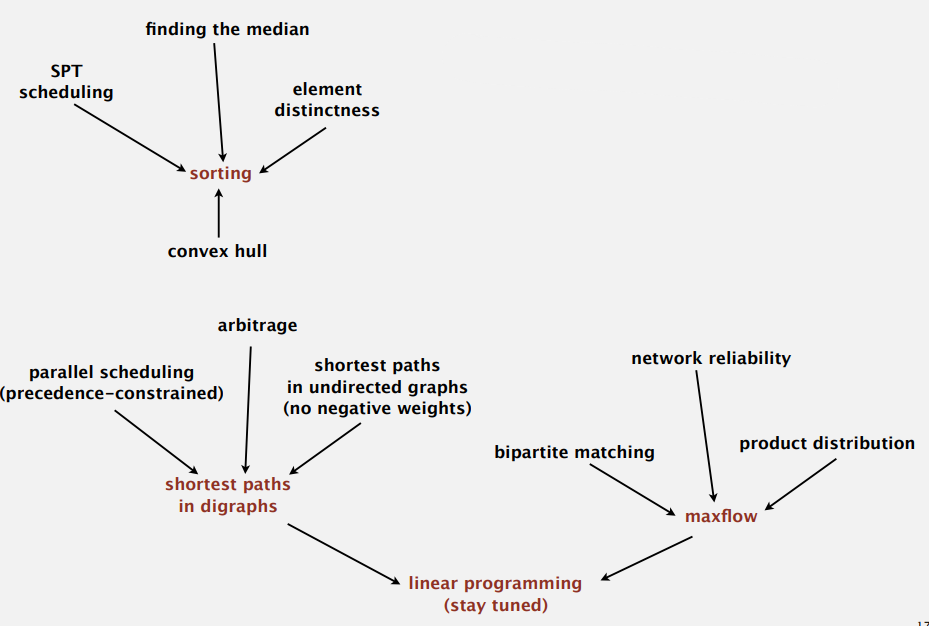 finding the median
SPT
scheduling
element
distinctness
sorting
convex hull
arbitrage
parallel scheduling
(precedence-constrained)
shortest paths
in undirected graphs
(no negative weights)
network reliability
bipartite matching
product distribution
shortest paths
in digraphs
maxflow
linear programming
(stay tuned)